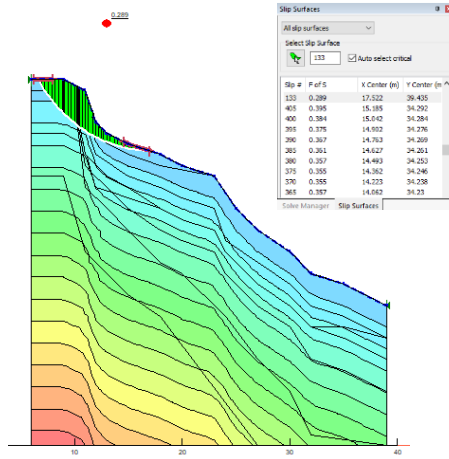 0.289
Slip Surfaces
All slip surfaces
Select Slip Surface
133 Auto select critical
Slip # F of S X Center (m) Y Center (m)
133 0.289 17.522 39.435
405 0.395 15.185 34.292
400 0.384 15.042 34.284
395 0.375 14.902 34.276
390 0.367 14.763 34.269
385 0.361 14.627 34.261
380 0.357 14.493 34.253
375 0.355 14.362 34.246
370 0.355 14.223 34.238
365 0.357 14.062 34.23
Solve Manager Slip Surfaces
10 20 30 40